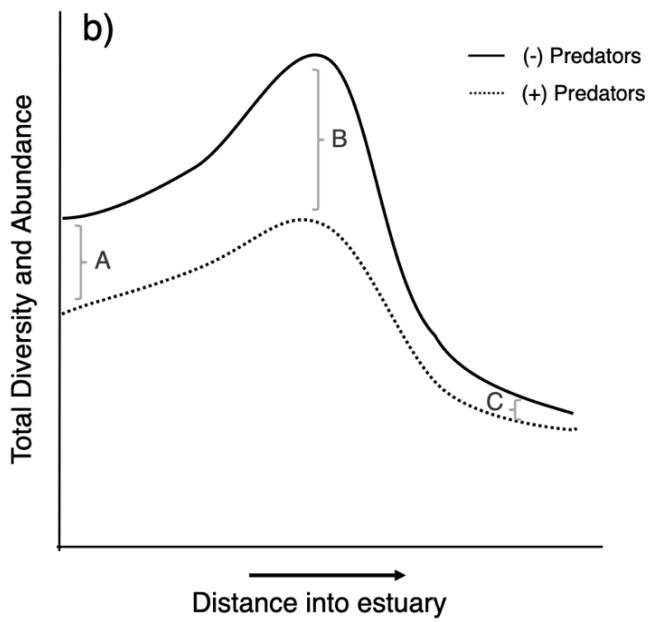 b)
(-) Predators
(+) Predators
B
A
C
Total Diversity and Abundance
Distance into estuary